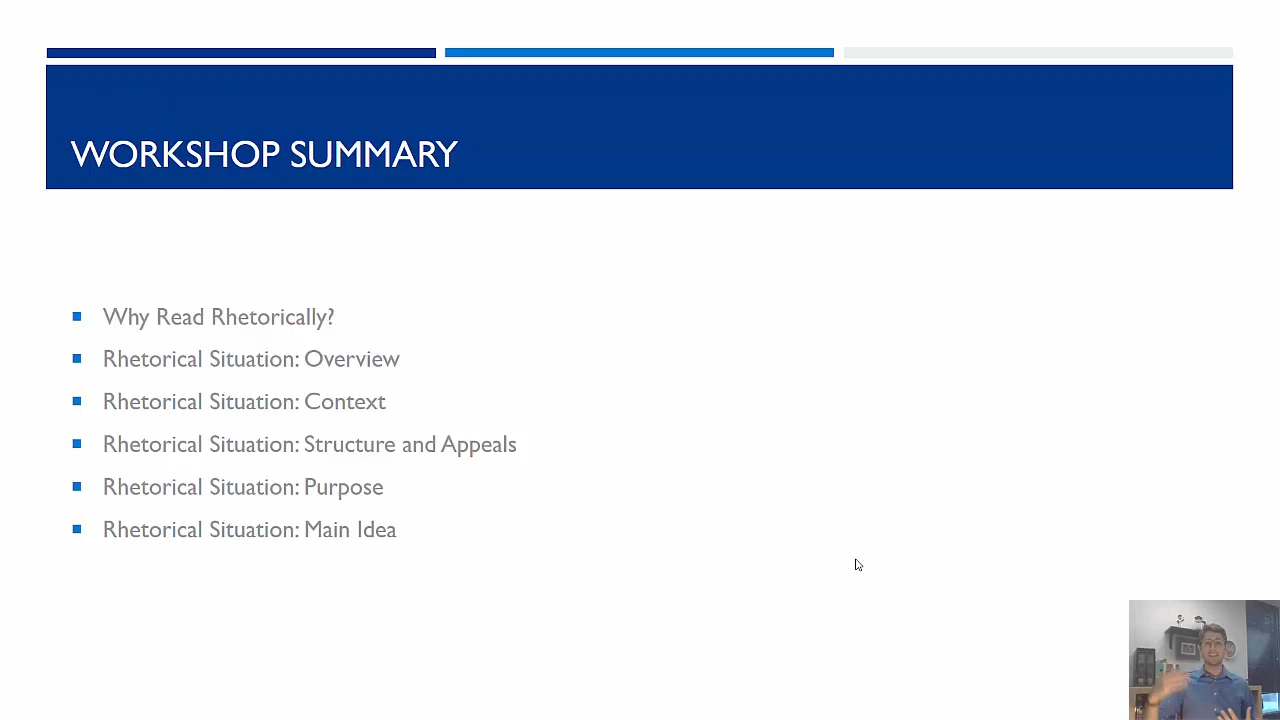 WORKSHOP SUMMARY
Why Read Rhetorically?
Rhetorical Situation: Overview
Rhetorical Situation: Context
Rhetorical Situation: Structure and Appeals
Rhetorical Situation: Purpose
Rhetorical Situation: Main Idea